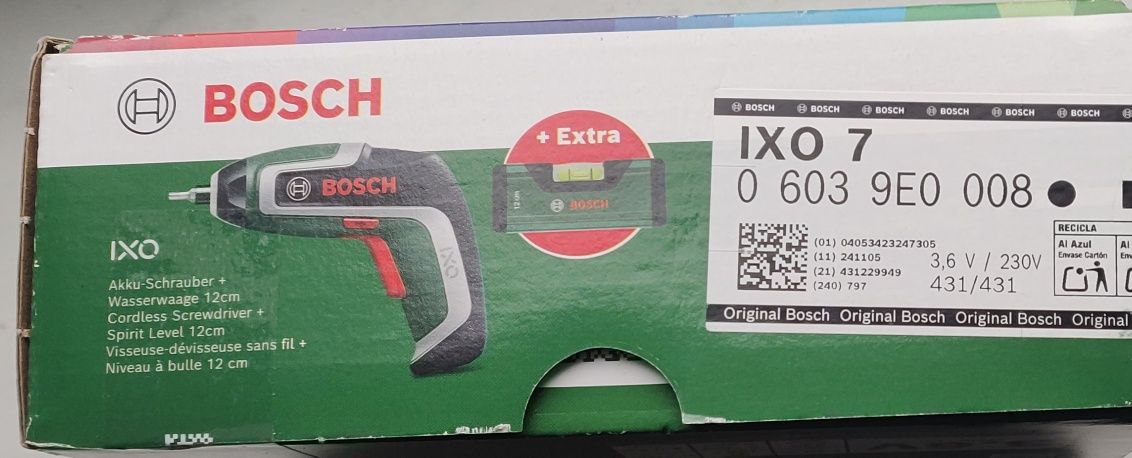 BOSCH
+ Extra
BOSCH
IXO
12 cm
BOSCH
IXO
Akku-Schrauber +
Wasserwaage 12cm
Cordless Screwdriver +
Spirit Level 12cm
Visseuse-dévisseuse sans fil +
Niveau à bulle 12 cm
BOSCH BOSCH BOSCH BOSCH BOSCH BOSCH
IXO 7
0 603 9E0 008
(01) 04053423247305
(11) 241105
(21) 431229949
(240) 797
3,6 V / 230V
431/431
RECICLA
Al Azul
Envase Cartón
Al
Original Bosch Original Bosch Original Bosch Original